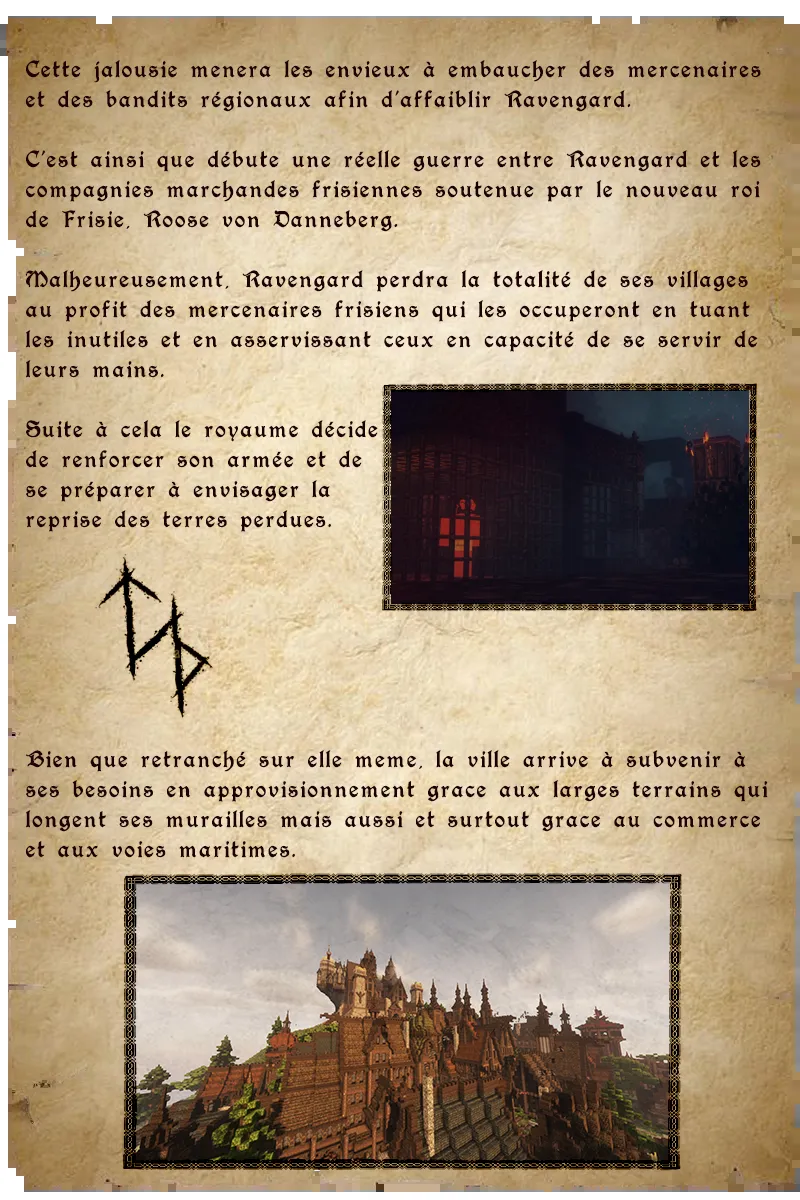 Cette jalousie menera les envieux à embaucher des mercenaires
et des bandits régionaux afin d'affaiblir Ravengard.
C'est ainsi que débute une réelle guerre entre Ravengard et les
compagnies marchandes frisiennes soutenue par le nouveau roi
de Frisie, Roose von Danneberg.
Malheureusement, Ravengard perdra la totalité de ses villages
au profit des mercenaires frisiens qui les occuperont en tuant
les inutiles et en asservissant ceux en capacité de se servir de
leurs mains.
Suite à cela le royaume décide
de renforcer son armée et de
se préparer à envisager la
reprise des terres perdues.
Bien que retranché sur elle meme, la ville arrive à subvenir à
ses besoins en approvisionnement grace aux larges terrains qui
longent ses murailles mais aussi et surtout grace au commerce
et aux voies maritimes.